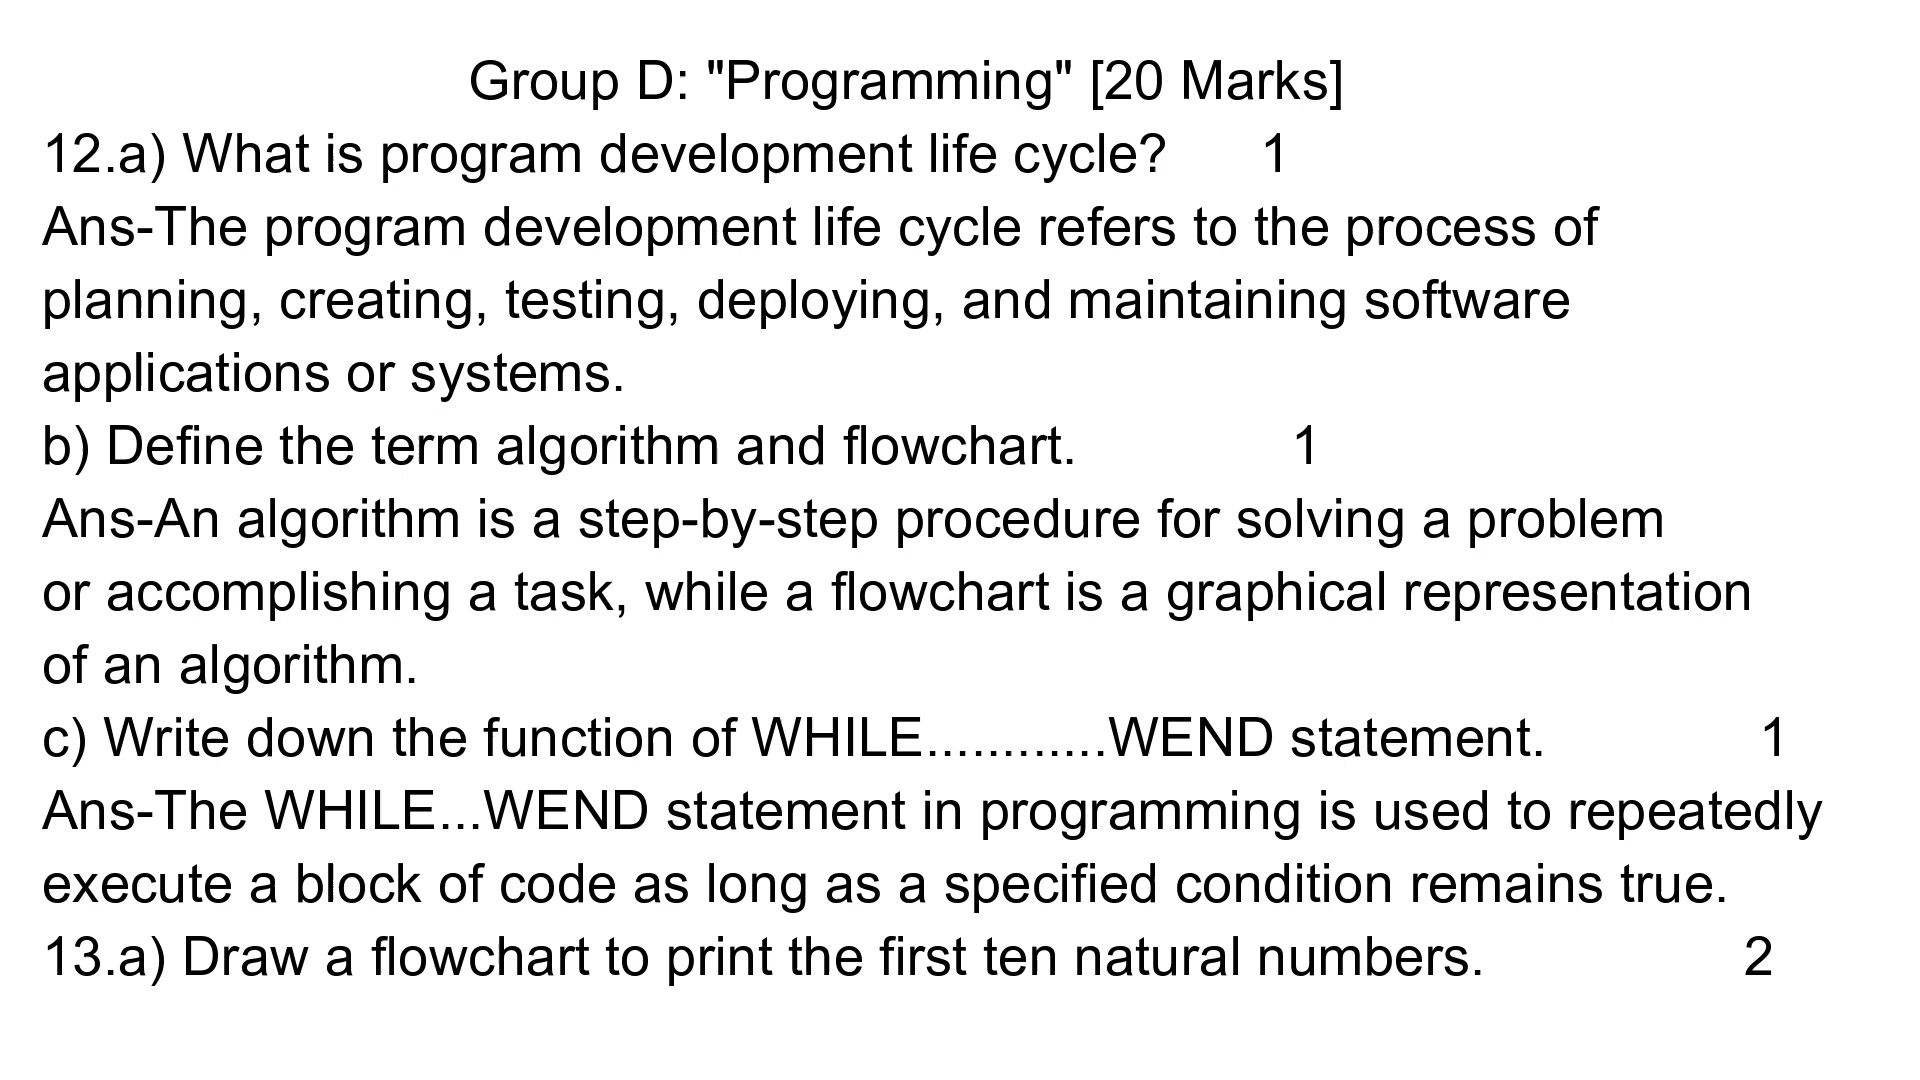 Group D: "Programming" [20 Marks]
12.a) What is program development life cycle? 1
Ans-The program development life cycle refers to the process of
planning, creating, testing, deploying, and maintaining software
applications or systems.
b) Define the term algorithm and flowchart. 1
Ans-An algorithm is a step-by-step procedure for solving a problem
or accomplishing a task, while a flowchart is a graphical representation
of an algorithm.
c) Write down the function of WHILE............WEND statement. 1
Ans-The WHILE...WEND statement in programming is used to repeatedly
execute a block of code as long as a specified condition remains true.
13.a) Draw a flowchart to print the first ten natural numbers. 2